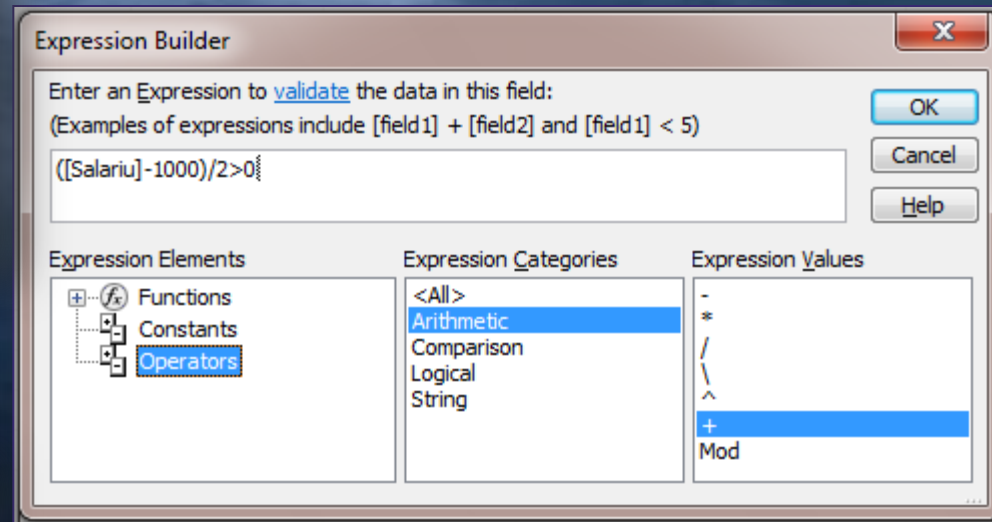 Expression Builder
Enter an Expression to validate the data in this field:
(Examples of expressions include [field1] + [field2] and [field1] < 5)
OK
([Salariu]-1000)/2>0
Cancel
Help
Expression Elements
Functions
Constants
Operators
Expression Categories
<All>
Arithmetic
Comparison
Logical
String
Expression Values
-
*
/
\
^
+
Mod